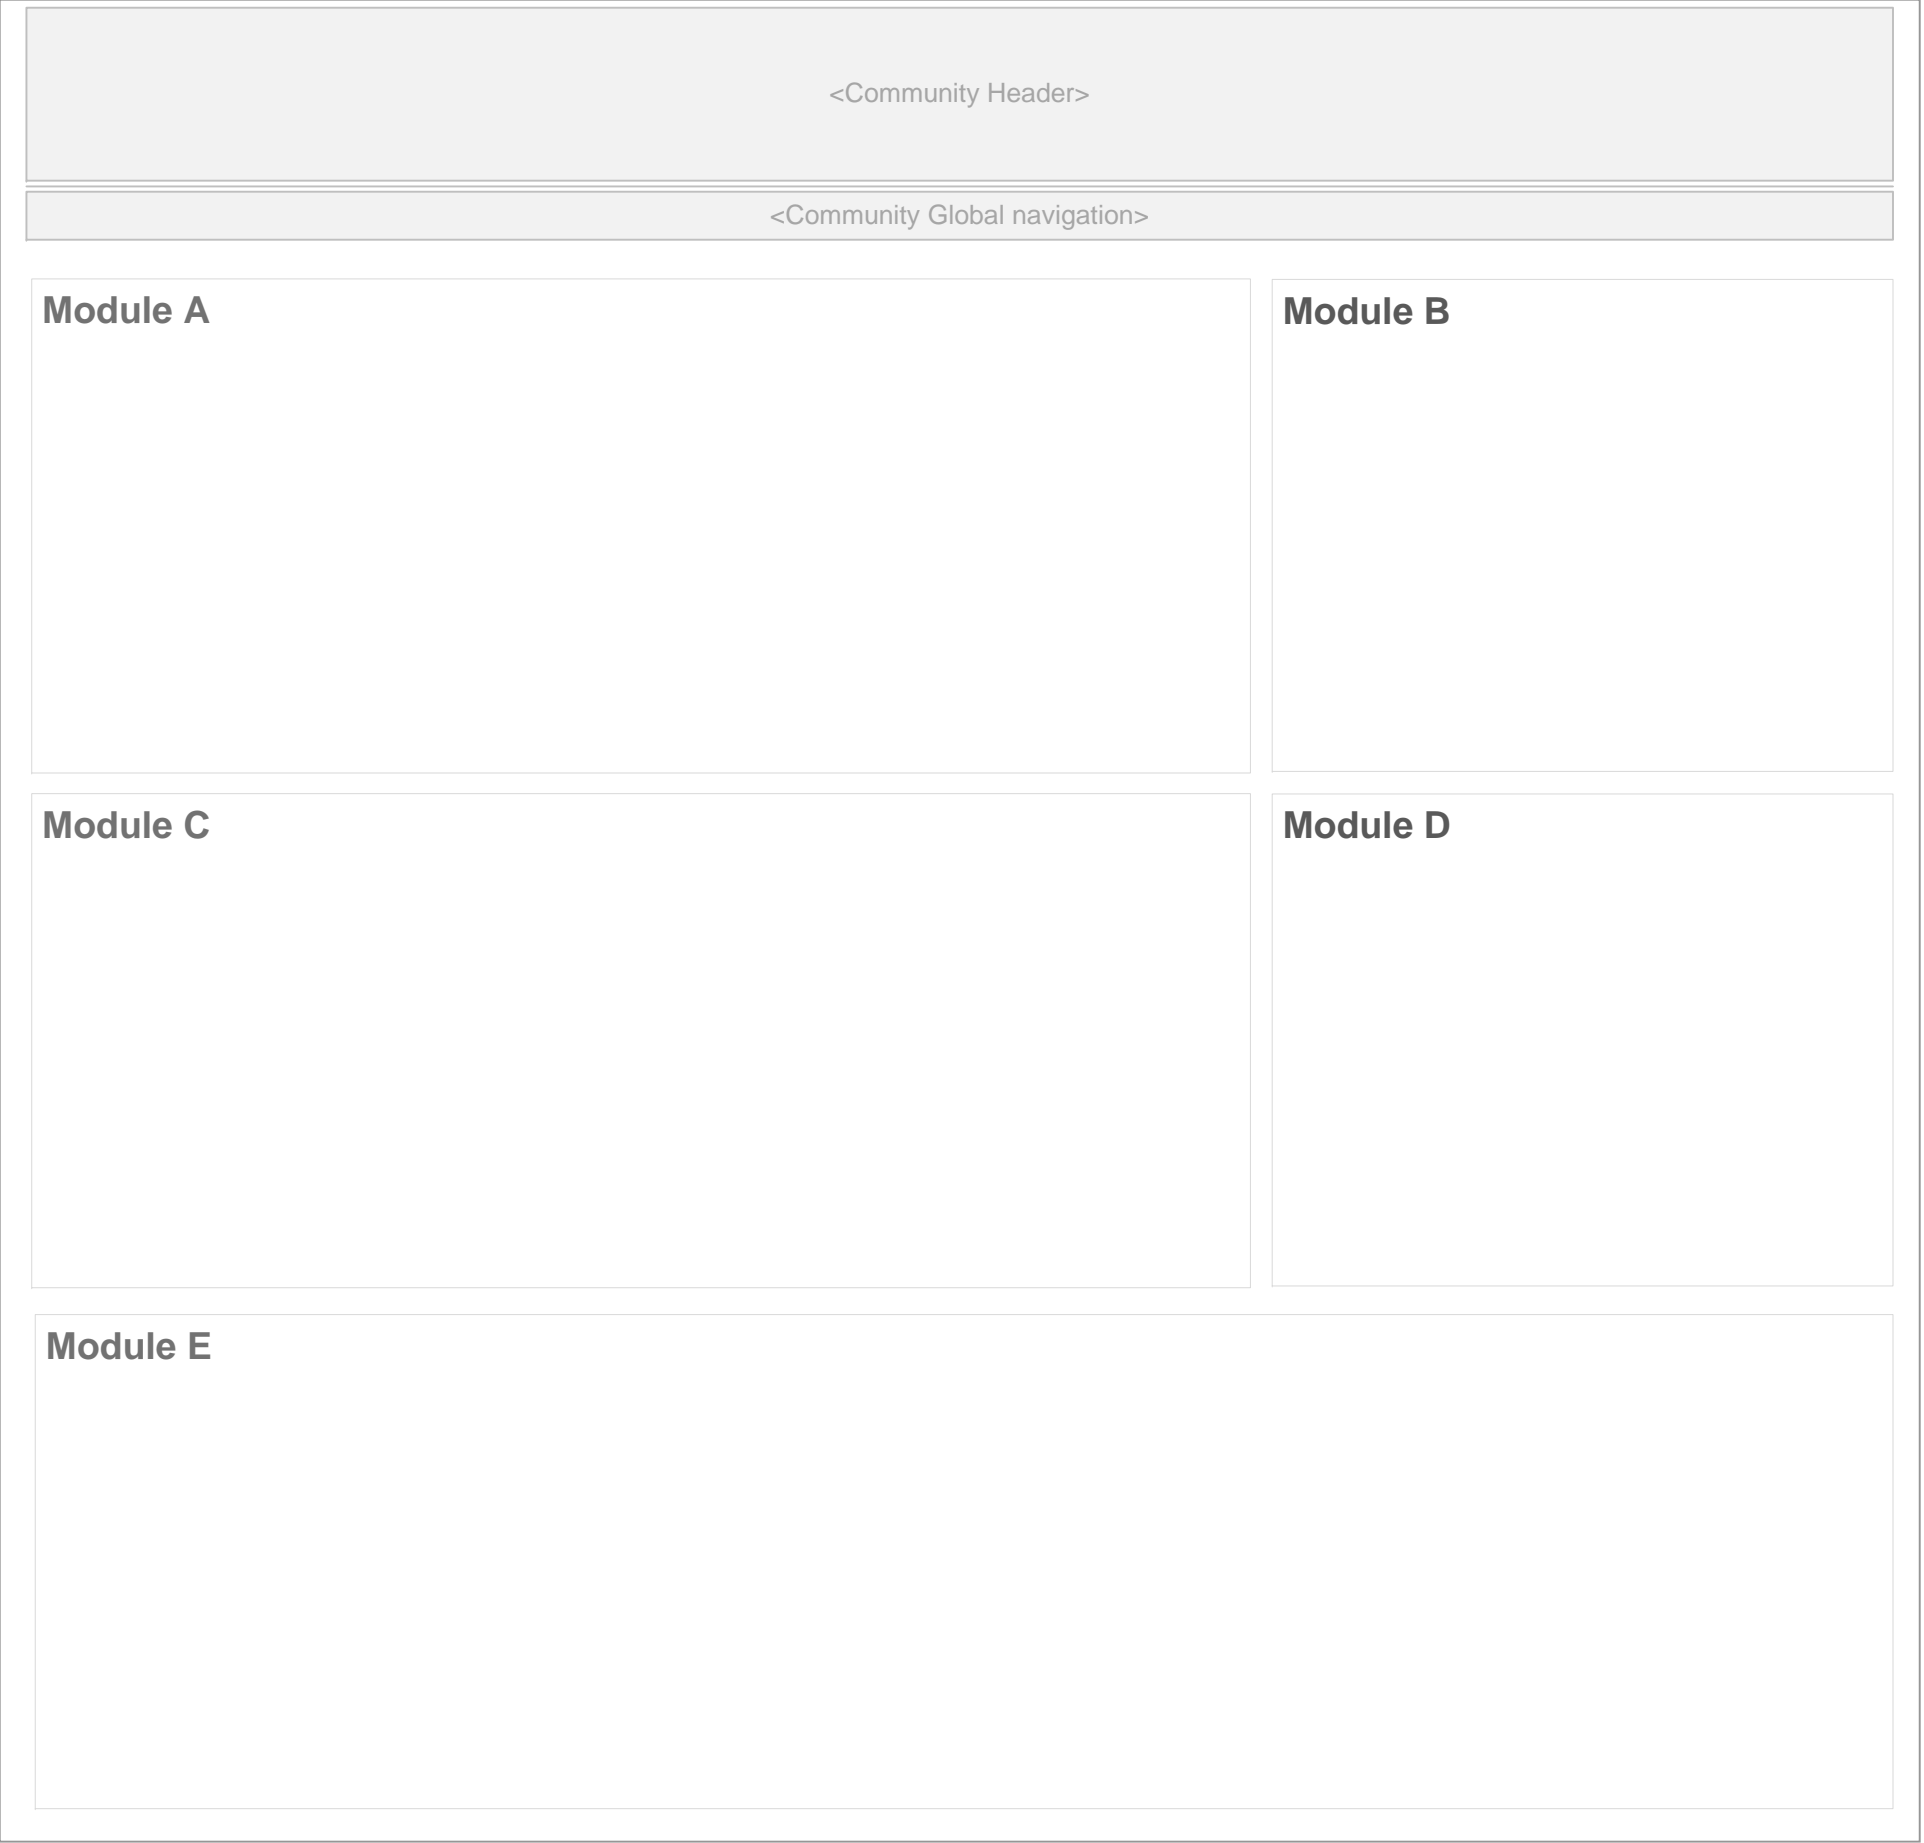 <Community Header>
<Community Global navigation>
Module A
Module B
Module C
Module D
Module E